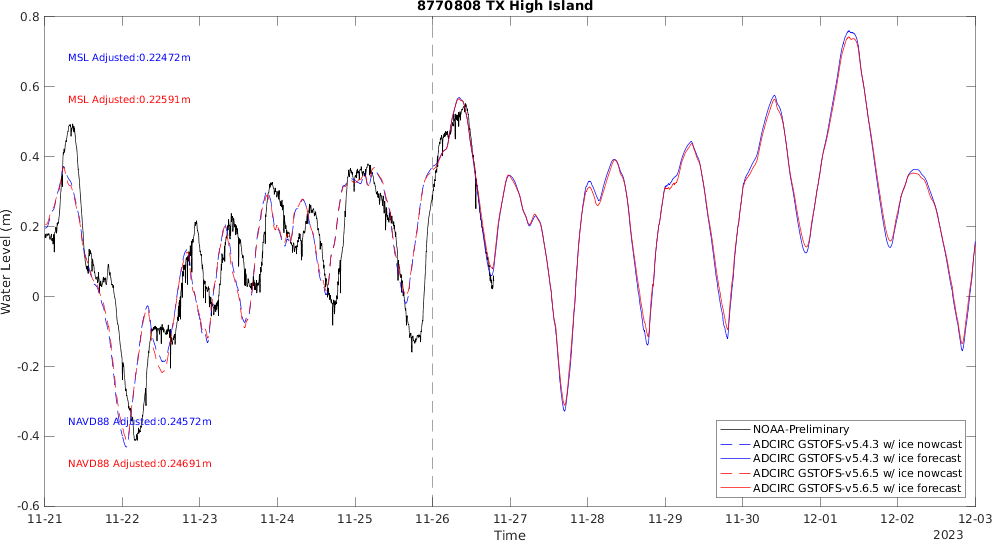 8770808 TX High Island
0.8
0.6
0.4
0.2
0
-0.2
-0.4
-0.6
Water Level (m)
MSL Adjusted:0.22472m
MSL Adjusted:0.22591m
NAVD88 Adjusted:0.24572m
NAVD88 Adjusted:0.24691m
NOAA-Preliminary
ADCIRC GSTOFS-v5.4.3 w/ ice nowcast
ADCIRC GSTOFS-v5.4.3 w/ ice forecast
ADCIRC GSTOFS-v5.6.5 w/ ice nowcast
ADCIRC GSTOFS-v5.6.5 w/ ice forecast
11-21 11-22 11-23 11-24 11-25 11-26 11-27 11-28 11-29 11-30 12-01 12-02 12-03
Time
2023